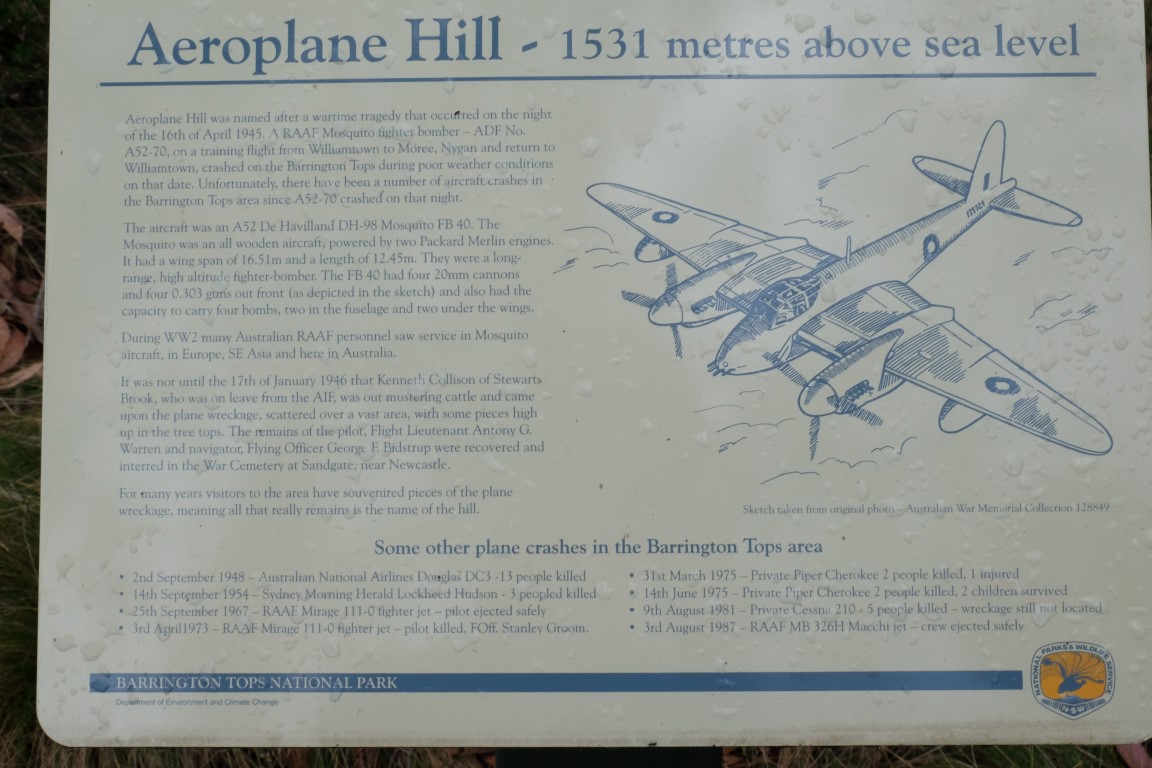 Aeroplane Hill - 1531 metres above sea level
Aeroplane Hill was named after a wartime tragedy that occurred on the night
of the 16th of April 1945. A RAAF Mosquito fighter bomber – ADF No.
A52-70, on a training flight from Williamtown to Moree, Nygan and return to
Williamtown, crashed on the Barrington Tops during poor weather conditions
on that date. Unfortunately, there have been a number of aircraft crashes in
the Barrington Tops area since A52-70 crashed on that night.
The aircraft was an A52 De Havilland DH-98 Mosquito FB 40. The
Mosquito was an all wooden aircraft, powered by two Packard Merlin engines.
It had a wing span of 16.51m and a length of 12.45m. They were a long-
range, high altitude fighter-bomber. The FB 40 had four 20mm cannons
and four 0.303 guns out front (as depicted in the sketch) and also had the
capacity to carry four bombs, two in the fuselage and two under the wings.
During WW2 many Australian RAAF personnel saw service in Mosquito
aircraft, in Europe, SE Asia and here in Australia.
It was not until the 17th of January 1946 that Kenneth Collison of Stewarts
Brook, who was on leave from the AIF, was out mustering cattle and came
upon the plane wreckage, scattered over a vast area, with some pieces high
up in the tree tops. The remains of the pilot, Flight Lieutenant Antony G.
Warren and navigator, Flying Officer George F. Bidstrup were recovered and
interred in the War Cemetery at Sandgate, near Newcastle.
For many years visitors to the area have souvenired pieces of the plane
wreckage, meaning all that really remains is the name of the hill.
Sketch taken from original photo – Australian War Memorial Collection 128849
Some other plane crashes in the Barrington Tops area
• 2nd September 1948 – Australian National Airlines Douglas DC3 -13 people killed
• 14th September 1954 – Sydney Morning Herald Lockheed Hudson - 3 peopled killed
• 25th September 1967 – RAAF Mirage 111-0 fighter jet – pilot ejected safely
• 3rd April1973 – RAAF Mirage 111-0 fighter jet – pilot killed, FOff. Stanley Groom.
• 31st March 1975 – Private Piper Cherokee 2 people killed, 1 injured
• 14th June 1975 – Private Piper Cherokee 2 people killed, 2 children survived
• 9th August 1981 – Private Cessna 210 - 5 people killed – wreckage still not located
• 3rd August 1987 – RAAF MB 326H Macchi jet – crew ejected safely
BARRINGTON TOPS NATIONAL PARK
Department of Environment and Climate Change
NATIONAL PARKS & WILDLIFE SERVICE
NSW